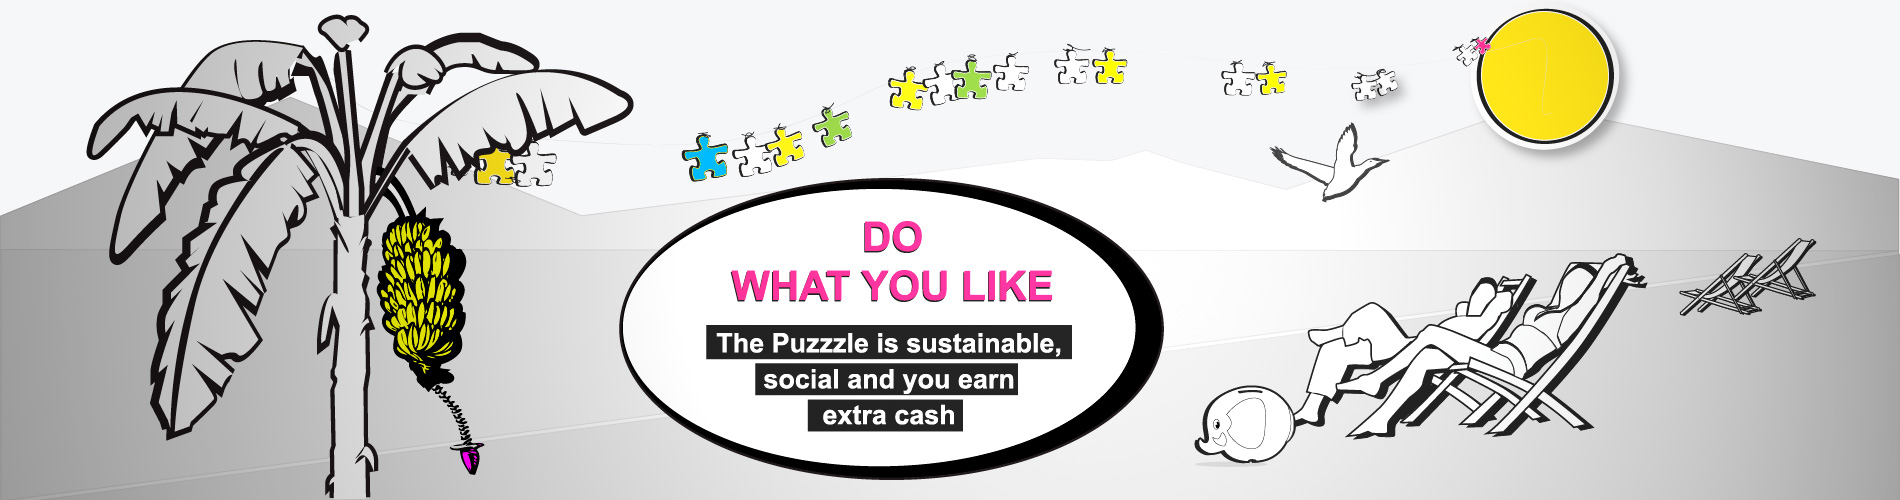 DO
WHAT YOU LIKE
The Puzzzle is sustainable,
social and you earn
extra cash